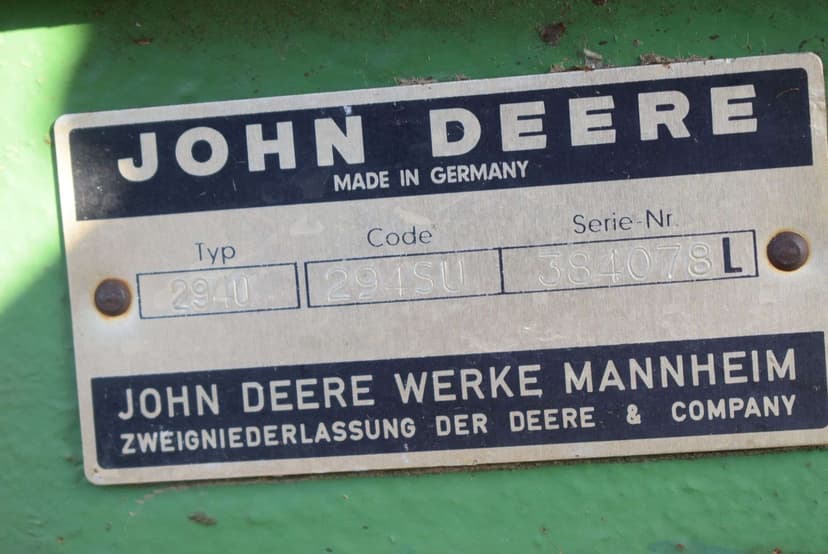 JOHN DEERE
MADE IN GERMANY
Typ Code Serie-Nr.
2940 294SU 384078 L
JOHN DEERE WERKE MANNHEIM
ZWEIGNIEDERLASSUNG DER DEERE & COMPANY